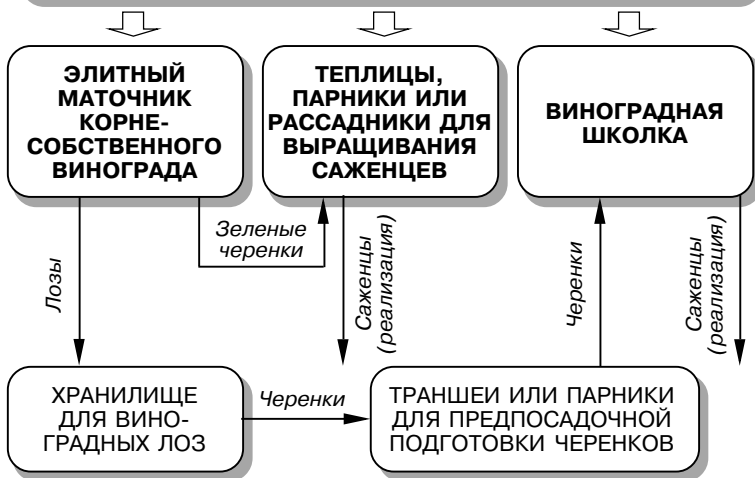 ЭЛИТНЫЙ
МАТОЧНИК
КОРНЕ-
СОБСТВЕННОГО
ВИНОГРАДА
ТЕПЛИЦЫ,
ПАРНИКИ ИЛИ
РАССАДНИКИ ДЛЯ
ВЫРАЩИВАНИЯ
САЖЕНЦЕВ
ВИНОГРАДНАЯ
ШКОЛКА
Лозы
Зеленые
черенки
Саженцы
(реализация)
Черенки
Саженцы
(реализация)
ХРАНИЛИЩЕ
ДЛЯ ВИНО-
ГРАДНЫХ ЛОЗ
Черенки
ТРАНШЕИ ИЛИ ПАРНИКИ
ДЛЯ ПРЕДПОСАДОЧНОЙ
ПОДГОТОВКИ ЧЕРЕНКОВ